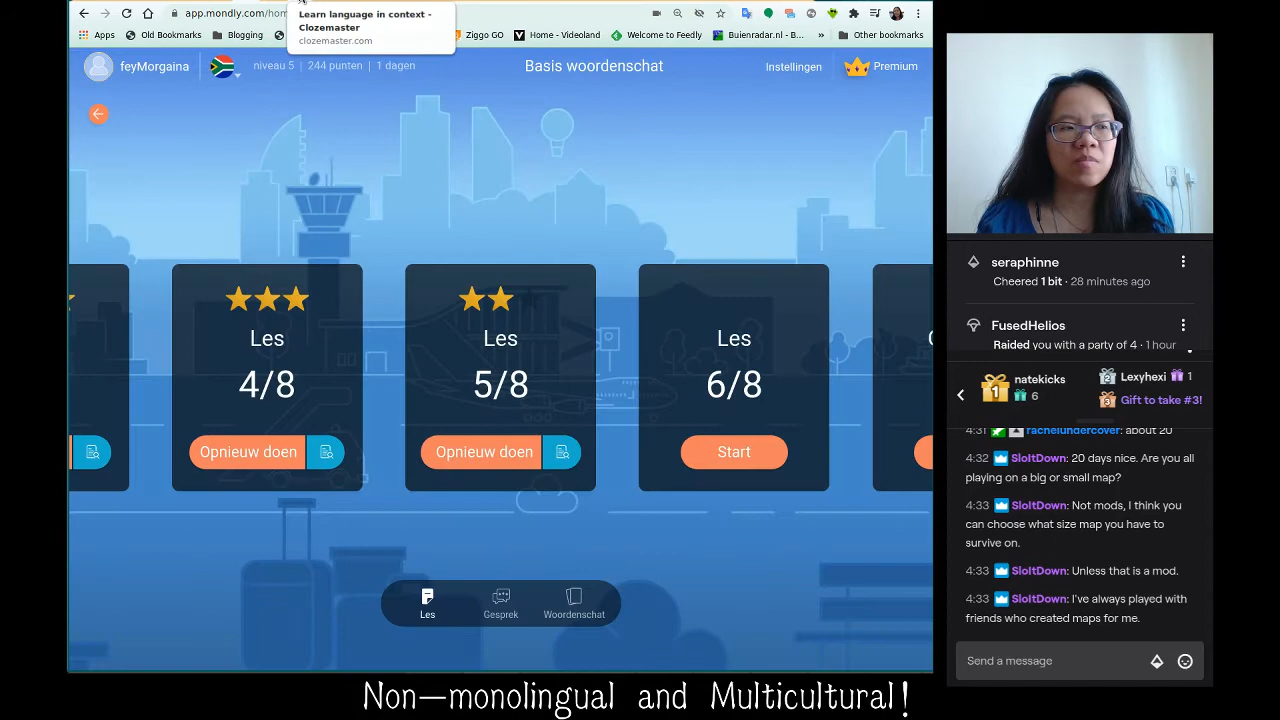 app.mondly.com/hom
Learn language in context -
Clozemaster
clozemaster.com
Apps
Old Bookmarks
Blogging
Ziggo GO
Home - Videoland
Welcome to Feedly
Buienradar.nl - B...
»
Other bookmarks
feyMorgaina
niveau 5 | 244 punten | 1 dagen
Basis woordenschat
Instellingen
Premium
Les
4/8
Opnieuw doen
Les
5/8
Opnieuw doen
Les
6/8
Start
Les
Gesprek
Woordenschat
seraphinne
Cheered 1 bit · 28 minutes ago
FusedHelios
Raided you with a party of 4 · 1 hour
1
natekicks
6
2
Lexyhexi 1
3
Gift to take #3!
4:31 rachelundercover: about 20
4:32 SloItDown: 20 days nice. Are you all
playing on a big or small map?
4:33 SloItDown: Not mods, I think you
can choose what size map you have to
survive on.
4:33 SloItDown: Unless that is a mod.
4:33 SloItDown: I've always played with
friends who created maps for me.
Send a message
Non-monolingual and Multicultural!